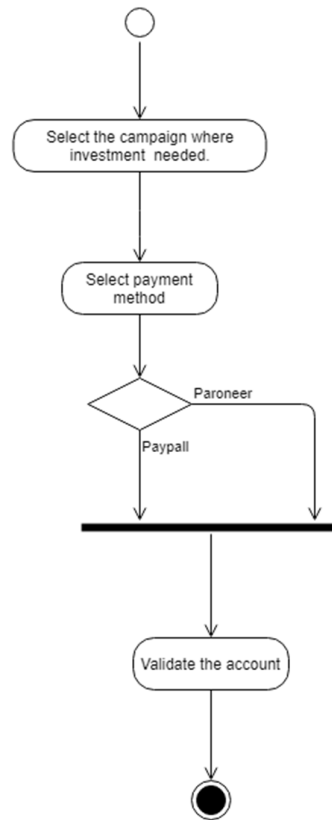 Select the campaign where
investment needed.
Select payment
method
Paroneer
Paypall
Validate the account